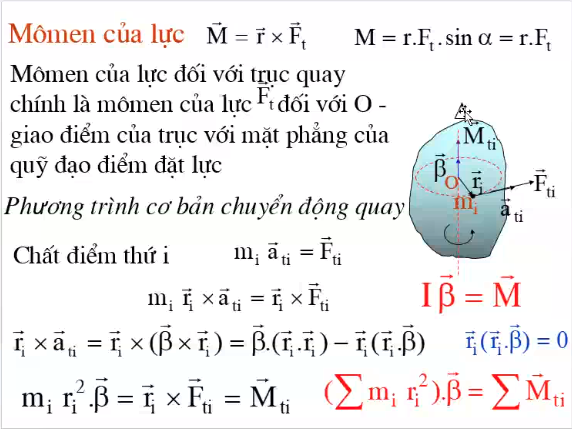 Mômen của lực M⃗ = r⃗ × F⃗t M = r.Ft.sin α = r.Ft
Mômen của lực đối với trục quay
chính là mômen của lực F⃗t đối với O -
giao điểm của trục với mặt phẳng của
quỹ đạo điểm đặt lực
M⃗ti
β⃗
O r⃗i F⃗ti
mi a⃗ti
Phương trình cơ bản chuyển động quay
Chất điểm thứ i mi a⃗ti = F⃗ti
mi r⃗i × a⃗ti = r⃗i × F⃗ti
I β⃗ = M⃗
r⃗i × a⃗ti = r⃗i × (β⃗ × r⃗i) = β⃗.(r⃗i.r⃗i) − r⃗i(r⃗i.β⃗) r⃗i(r⃗i.β⃗) = 0
mi ri².β⃗ = r⃗i × F⃗ti = M⃗ti (∑ mi ri²).β⃗ = ∑ M⃗ti